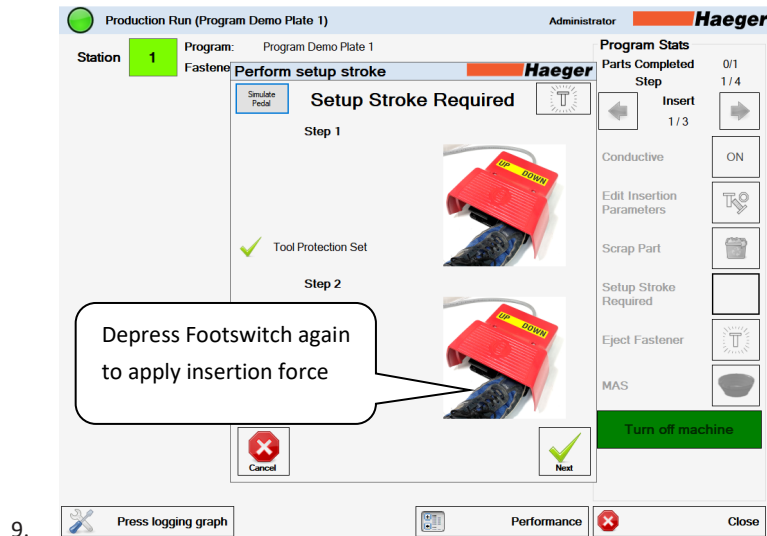 Production Run (Program Demo Plate 1)
Administrator
Haeger
Station
1
Program: Program Demo Plate 1
Fastene
Program Stats
Parts Completed 0/1
Step 1 / 4
Insert
1 / 3
Conductive ON
Edit Insertion
Parameters
Scrap Part
Setup Stroke
Required
Eject Fastener
MAS
Turn off machine
Perform setup stroke
Haeger
Simulate
Pedal
Setup Stroke Required
Step 1
UP DOWN
Tool Protection Set
Step 2
UP DOWN
Depress Footswitch again
to apply insertion force
Cancel
Next
Press logging graph
Performance
Close
9.